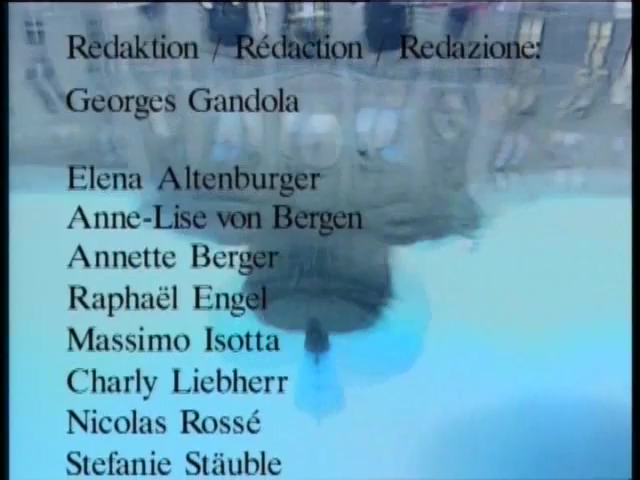 Redaktion / Rédaction / Redazione:
Georges Gandola
Elena Altenburger
Anne-Lise von Bergen
Annette Berger
Raphaël Engel
Massimo Isotta
Charly Liebherr
Nicolas Rossé
Stefanie Stäuble